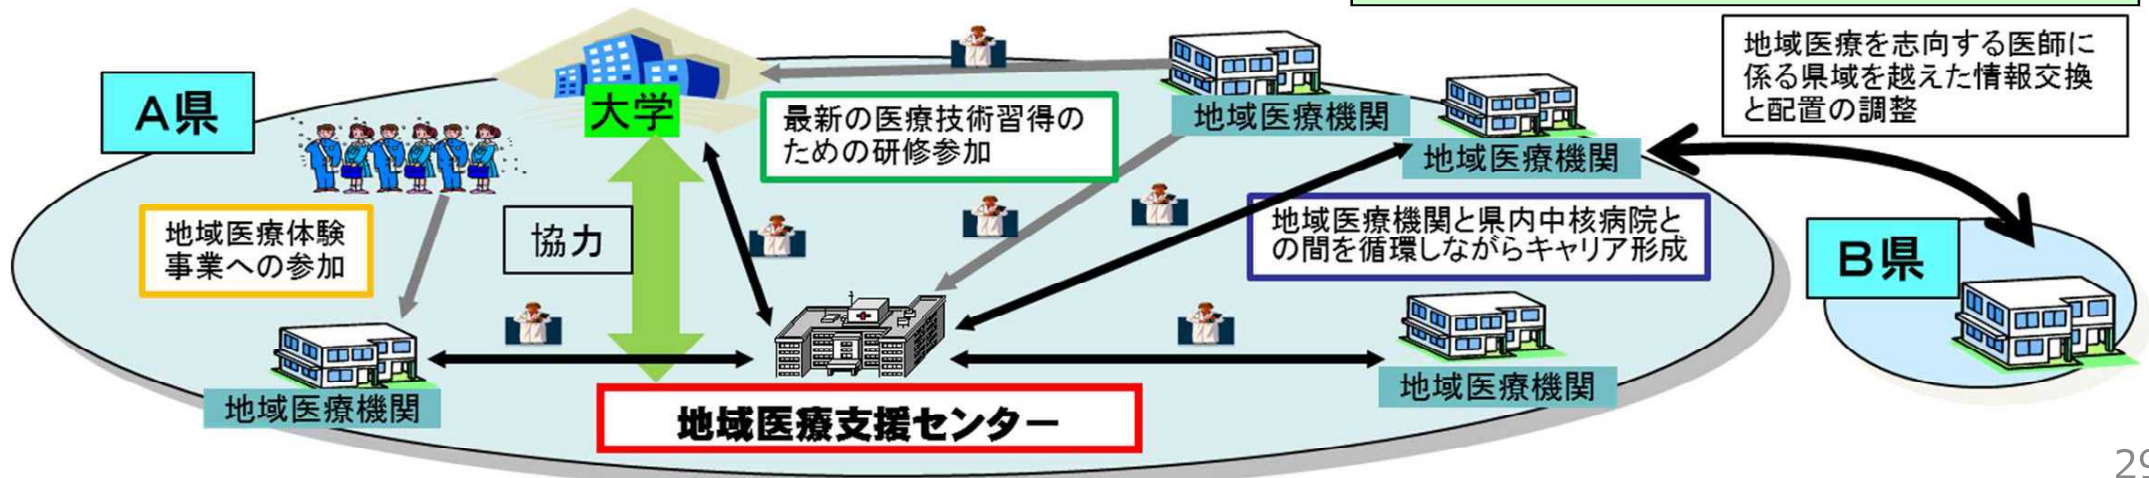 A県
大学
最新の医療技術習得の
ための研修参加
地域医療機関
地域医療機関
地域医療を志向する医師に
係る県域を越えた情報交換
と配置の調整
地域医療体験
事業への参加
協力
地域医療機関と県内中核病院と
の間を循環しながらキャリア形成
B県
地域医療機関
地域医療支援センター
地域医療機関
29